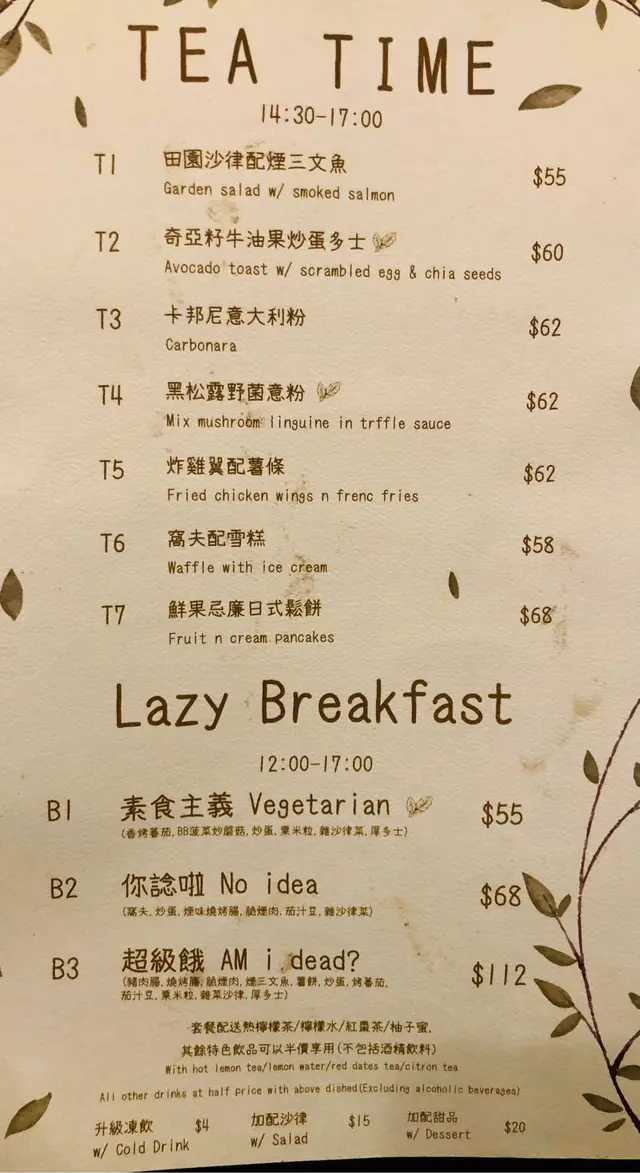 TEA TIME
14:30-17:00
T1 田園沙律配煙三文魚 $55
Garden salad w/ smoked salmon
T2 奇亞籽牛油果炒蛋多士 $60
Avocado toast w/ scrambled egg & chia seeds
T3 卡邦尼意大利粉 $62
Carbonara
T4 黑松露野菌意粉 $62
Mix mushroom linguine in trffle sauce
T5 炸雞翼配薯條 $62
Fried chicken wings n frenc fries
T6 窩夫配雪糕 $58
Waffle with ice cream
T7 鮮果忌廉日式鬆餅 $68
Fruit n cream pancakes
Lazy Breakfast
12:00-17:00
B1 素食主義 Vegetarian $55
(香烤蕃茄, BB菠菜炒蘑菇, 炒蛋, 粟米粒, 雜沙律菜, 厚多士)
B2 你諗啦 No idea $68
(窩夫, 炒蛋, 煙味燒烤腸, 脆煙肉, 茄汁豆, 雜沙律菜)
B3 超級餓 AM i dead? $112
(豬肉腸, 燒烤腸, 脆煙肉, 煙三文魚, 薯餅, 炒蛋, 烤蕃茄,
茄汁豆, 粟米粒, 雜菜沙律, 厚多士)
套餐配送熱檸檬茶/檸檬水/紅棗茶/柚子蜜,
其餘特色飲品可以半價享用(不包括酒精飲料)
With hot lemon tea/lemon water/red dates tea/citron tea
All other drinks at half price with above dished(Excluding alcoholic beverages)
升級凍飲 $4 加配沙律 $15 加配甜品 $20
w/ Cold Drink w/ Salad w/ Dessert